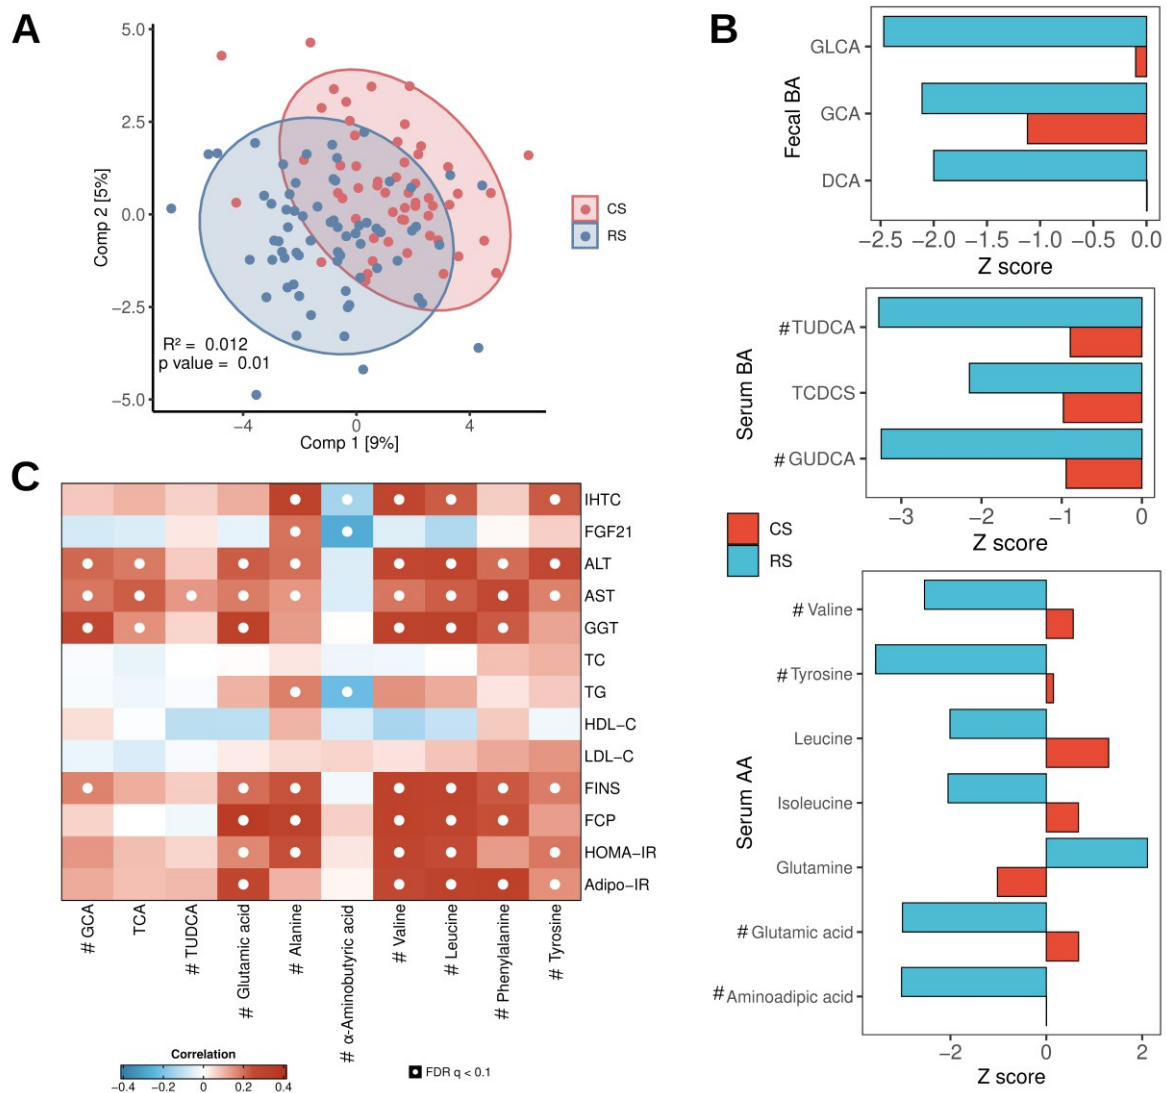 A
5.0
2.5
0.0
−2.5
−5.0
Comp 2 [5%]
R² = 0.012
p value = 0.01
−4
0
4
Comp 1 [9%]
CS
RS
B
Fecal BA
GLCA
GCA
DCA
−2.5
−2.0
−1.5
−1.0
−0.5
0.0
Z score
Serum BA
#TUDCA
TCDCS
#GUDCA
−3
−2
−1
0
Z score
CS
RS
Serum AA
# Valine
#Tyrosine
Leucine
Isoleucine
Glutamine
#Glutamic acid
#Aminoadipic acid
−2
0
2
Z score
C
IHTC
FGF21
ALT
AST
GGT
TC
TG
HDL−C
LDL−C
FINS
FCP
HOMA-IR
Adipo−IR
# GCA
TCA
# TUDCA
# Glutamic acid
# Alanine
# α-Aminobutyric acid
# Valine
# Leucine
# Phenylalanine
# Tyrosine
Correlation
−0.4
−0.2
0
0.2
0.4
FDR q < 0.1